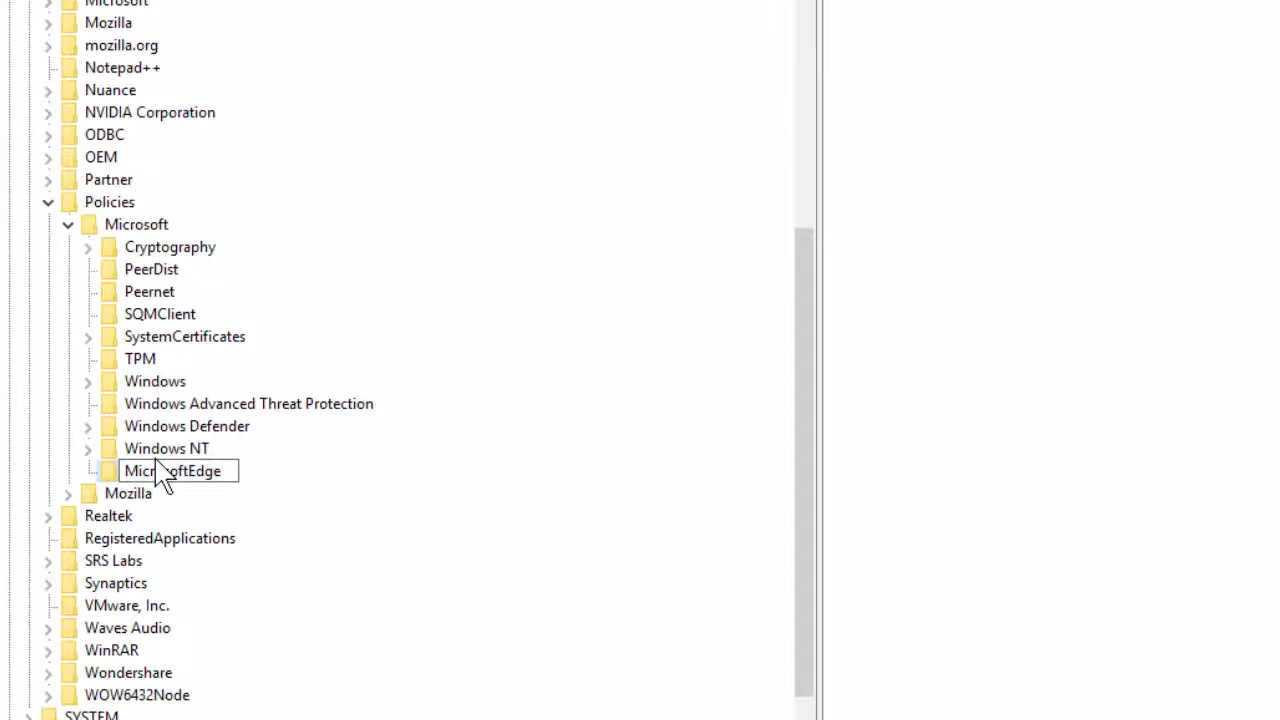 Microsoft
Mozilla
mozilla.org
Notepad++
Nuance
NVIDIA Corporation
ODBC
OEM
Partner
Policies
Microsoft
Cryptography
PeerDist
Peernet
SQMClient
SystemCertificates
TPM
Windows
Windows Advanced Threat Protection
Windows Defender
Windows NT
MicrosoftEdge
Mozilla
Realtek
RegisteredApplications
SRS Labs
Synaptics
VMware, Inc.
Waves Audio
WinRAR
Wondershare
WOW6432Node
SYSTEM